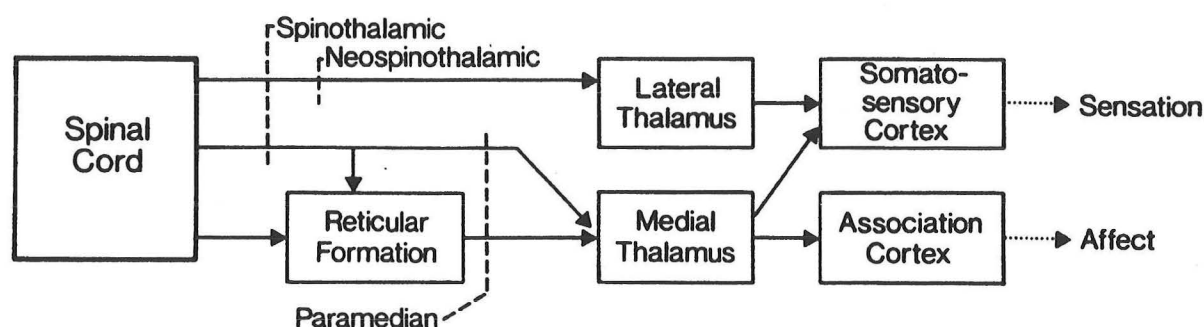 Spinothalamic
Neospinothalamic
Spinal
Cord
Lateral
Thalamus
Somato-
sensory
Cortex
Sensation
Reticular
Formation
Medial
Thalamus
Association
Cortex
Affect
Paramedian